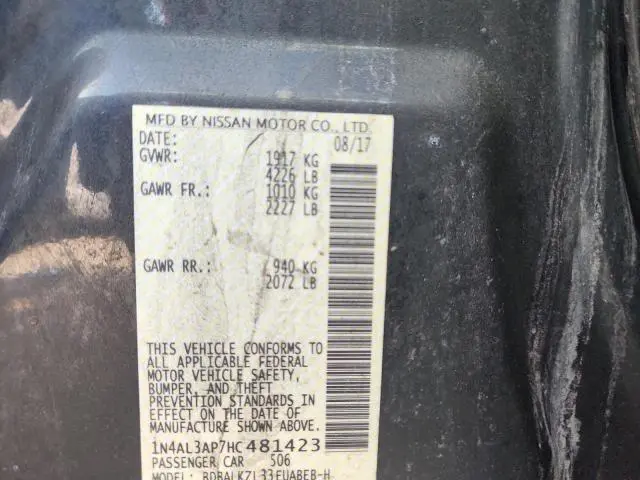 MFD BY NISSAN MOTOR CO., LTD.
DATE: 08/17
GVWR: 1917 KG
4226 LB
GAWR FR.: 1010 KG
2227 LB
GAWR RR.: 940 KG
2072 LB
THIS VEHICLE CONFORMS TO
ALL APPLICABLE FEDERAL
MOTOR VEHICLE SAFETY,
BUMPER, AND THEFT
PREVENTION STANDARDS IN
EFFECT ON THE DATE OF
MANUFACTURE SHOWN ABOVE.
1N4AL3AP7HC481423
PASSENGER CAR 506
MODEL: